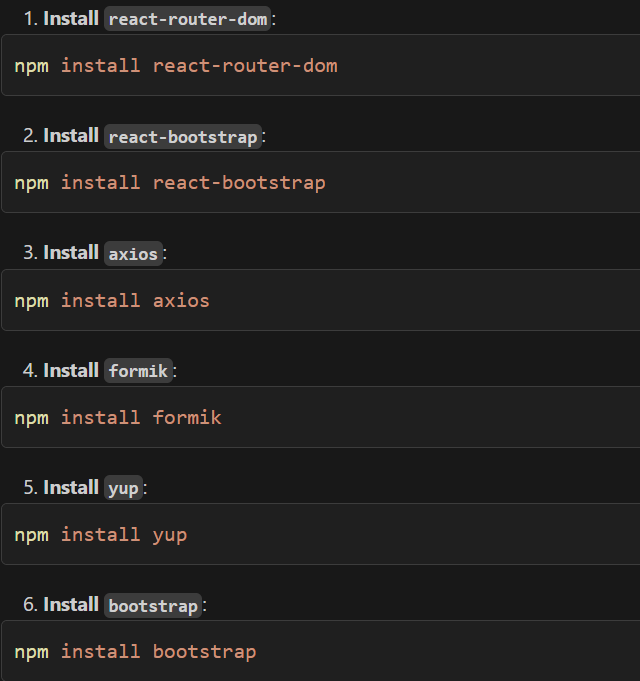 1. Install react-router-dom:
npm install react-router-dom
2. Install react-bootstrap:
npm install react-bootstrap
3. Install axios:
npm install axios
4. Install formik:
npm install formik
5. Install yup:
npm install yup
6. Install bootstrap:
npm install bootstrap